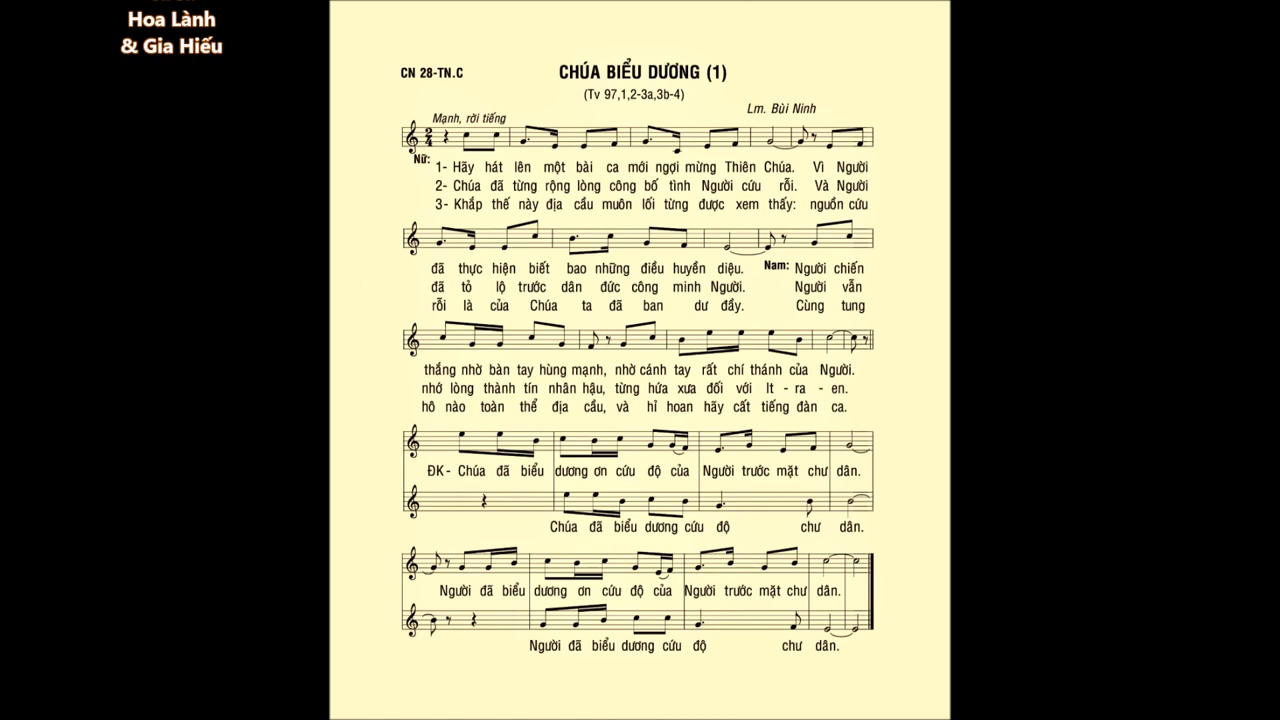 Hoa Lành
& Gia Hiếu
CN 28-TN.C
CHÚA BIỂU DƯƠNG (1)
(Tv 97,1,2-3a,3b-4)
Lm. Bùi Ninh
Mạnh, rời tiếng
2
4
Nữ:
1- Hãy hát lên một bài ca mới ngợi mừng Thiên Chúa. Vì Người
2- Chúa đã từng rộng lòng công bố tình Người cứu rỗi. Và Người
3- Khắp thế này địa cầu muôn lối từng được xem thấy: nguồn cứu
đã thực hiện biết bao những điều huyền diệu. Nam: Người chiến
đã tỏ lộ trước dân đức công minh Người. Người vẫn
rỗi là của Chúa ta đã ban dư đầy. Cùng tung
thắng nhờ bàn tay hùng mạnh, nhờ cánh tay rất chí thánh của Người.
nhớ lòng thành tín nhân hậu, từng hứa xưa đối với It - ra - en.
hô nào toàn thể địa cầu, và hỉ hoan hãy cất tiếng đàn ca.
ĐK- Chúa đã biểu dương ơn cứu độ của Người trước mặt chư dân.
Chúa đã biểu dương cứu độ chư dân.
Người đã biểu dương ơn cứu độ của Người trước mặt chư dân.
Người đã biểu dương cứu độ chư dân.